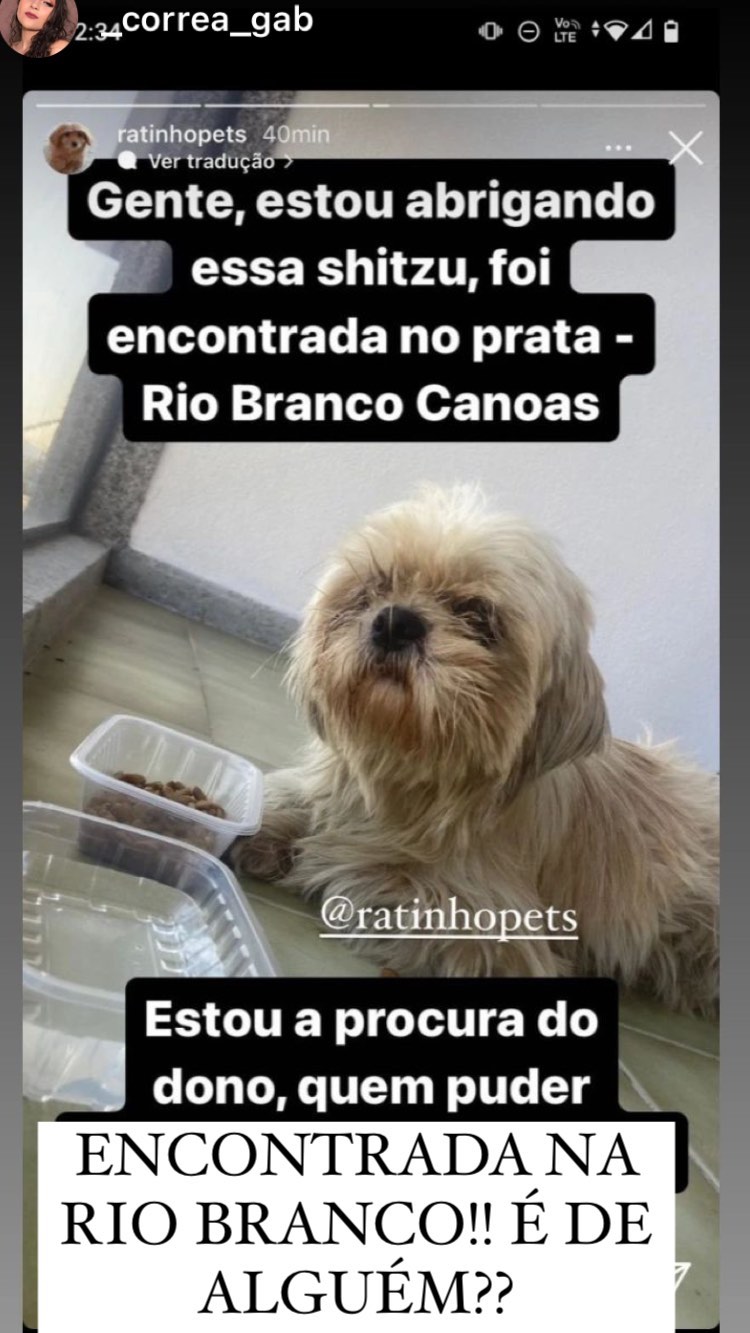 _correa_gab
2:34
Vo))
LTE
ratinhopets 40min
Ver tradução >
Gente, estou abrigando
essa shitzu, foi
encontrada no prata -
Rio Branco Canoas
@ratinhopets
Estou a procura do
dono, quem puder
ENCONTRADA NA
RIO BRANCO!! É DE
ALGUÉM??